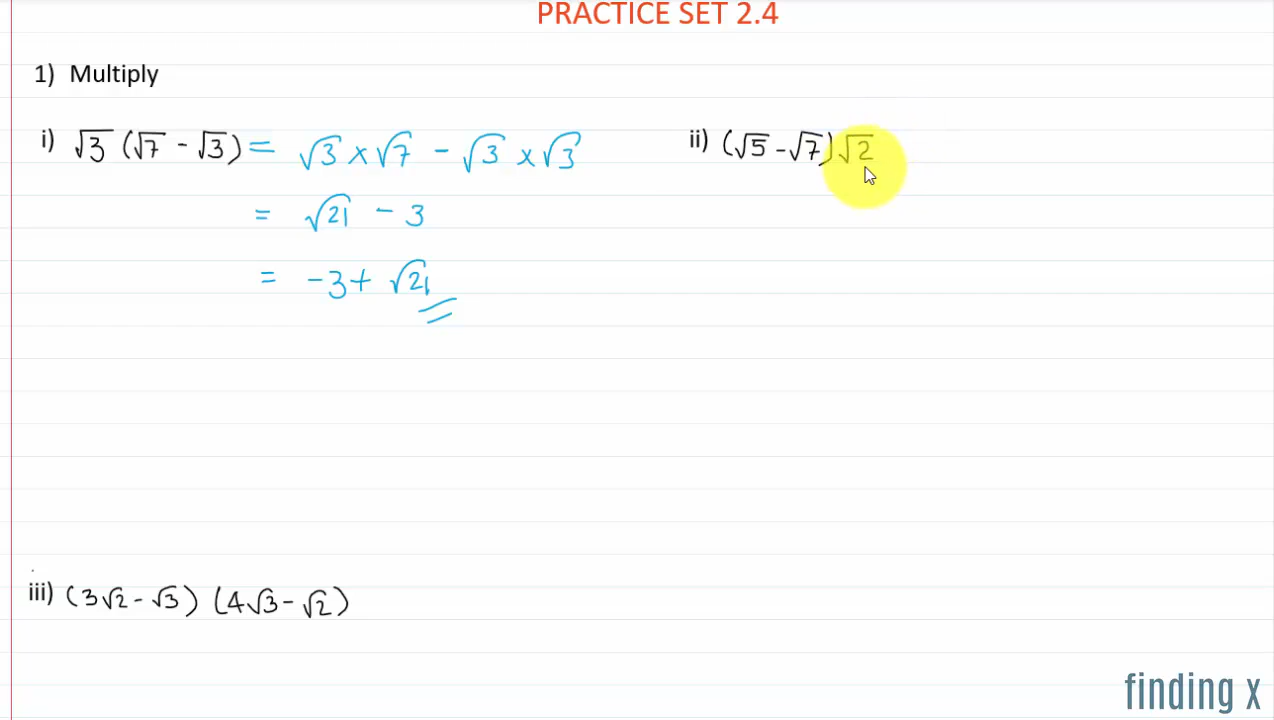 PRACTICE SET 2.4
1) Multiply
i) √3 (√7 - √3) = √3 × √7 - √3 × √3
= √21 - 3
= -3 + √21
ii) (√5 - √7) √2
iii) (3√2 - √3) (4√3 - √2)
finding x